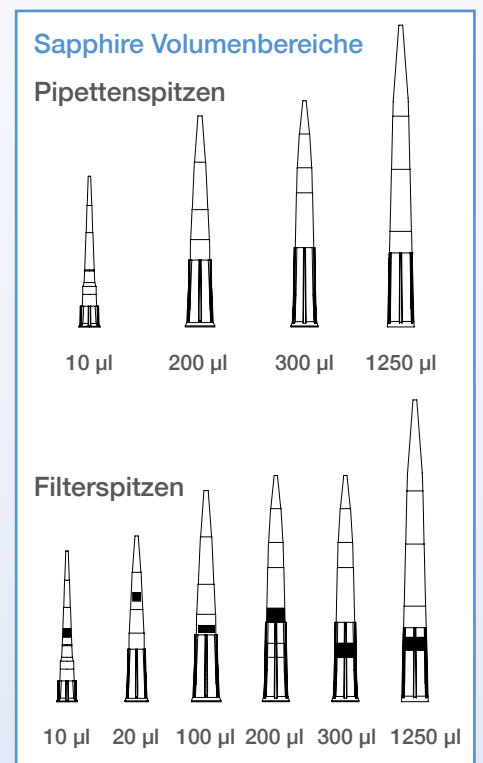 Sapphire Volumenbereiche
Pipettenspitzen
10 µl 200 µl 300 µl 1250 µl
Filterspitzen
10 µl 20 µl 100 µl 200 µl 300 µl 1250 µl